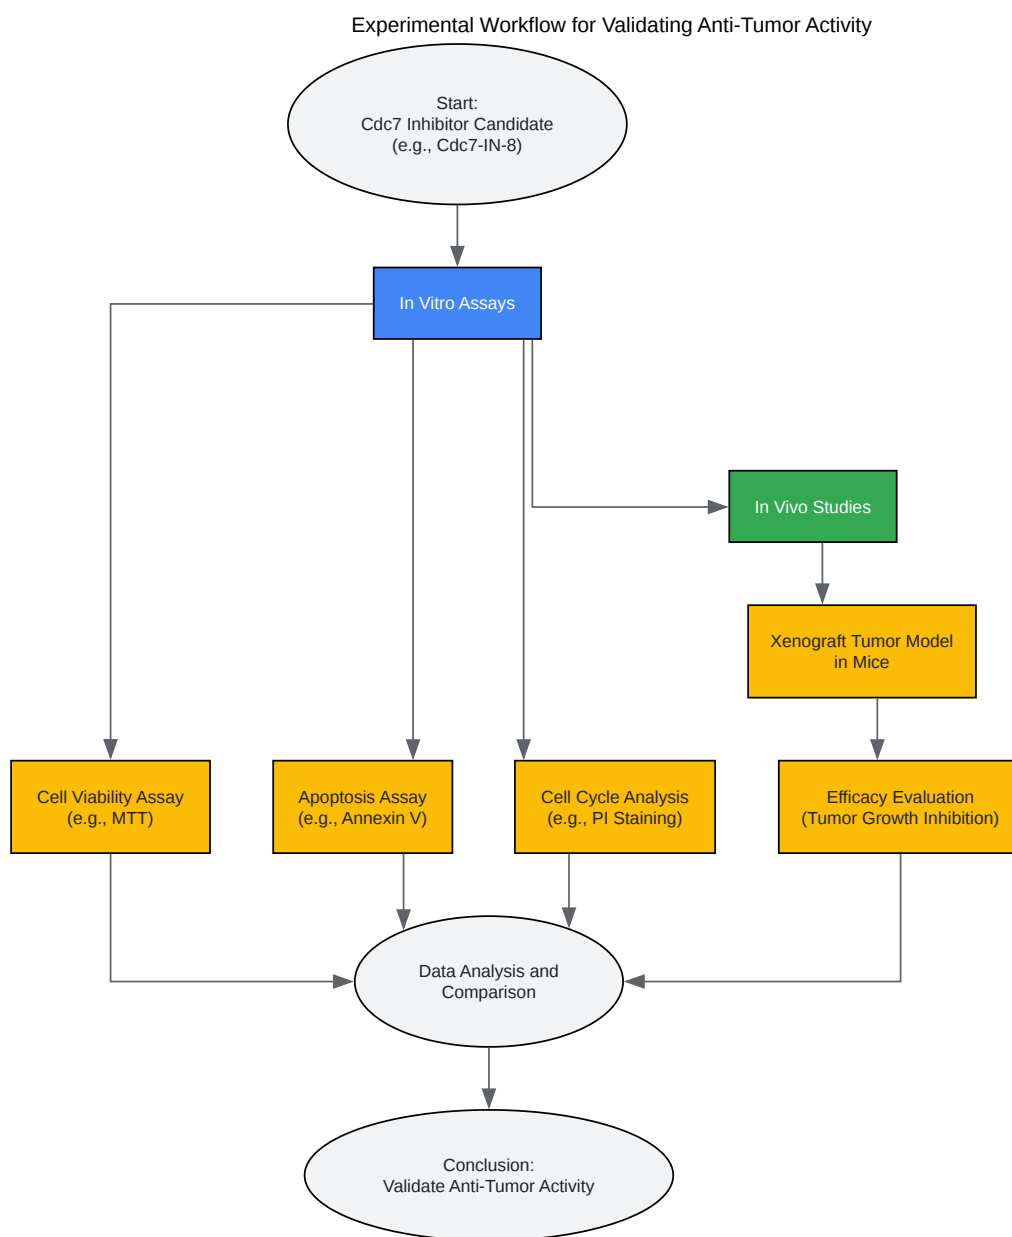 Experimental Workflow for Validating Anti-Tumor Activity
Start:
Cdc7 Inhibitor Candidate
(e.g., Cdc7-IN-8)
In Vitro Assays
In Vivo Studies
Xenograft Tumor Model
in Mice
Cell Viability Assay
(e.g., MTT)
Apoptosis Assay
(e.g., Annexin V)
Cell Cycle Analysis
(e.g., PI Staining)
Efficacy Evaluation
(Tumor Growth Inhibition)
Data Analysis and
Comparison
Conclusion:
Validate Anti-Tumor Activity